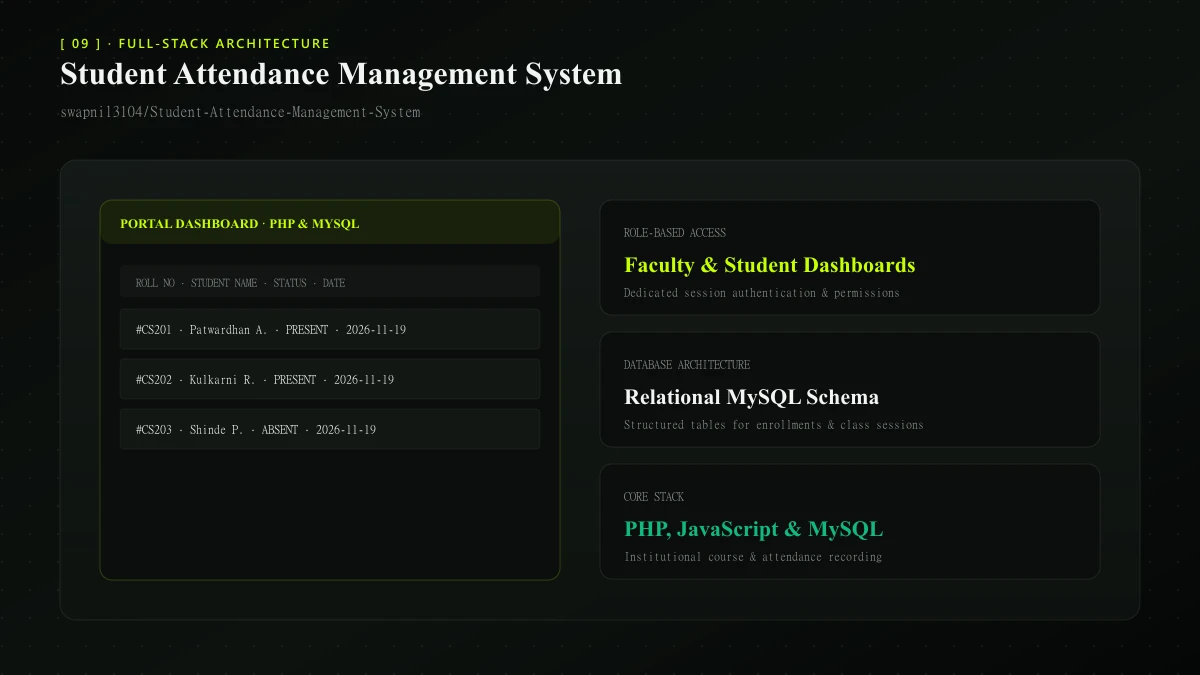 [ 09 ] · FULL-STACK ARCHITECTURE
Student Attendance Management System
swapnil3104/Student-Attendance-Management-System
PORTAL DASHBOARD · PHP & MYSQL
ROLL NO · STUDENT NAME · STATUS · DATE
#CS201 · Patwardhan A. · PRESENT · 2026-11-19
#CS202 · Kulkarni R. · PRESENT · 2026-11-19
#CS203 · Shinde P. · ABSENT · 2026-11-19
ROLE-BASED ACCESS
Faculty & Student Dashboards
Dedicated session authentication & permissions
DATABASE ARCHITECTURE
Relational MySQL Schema
Structured tables for enrollments & class sessions
CORE STACK
PHP, JavaScript & MySQL
Institutional course & attendance recording